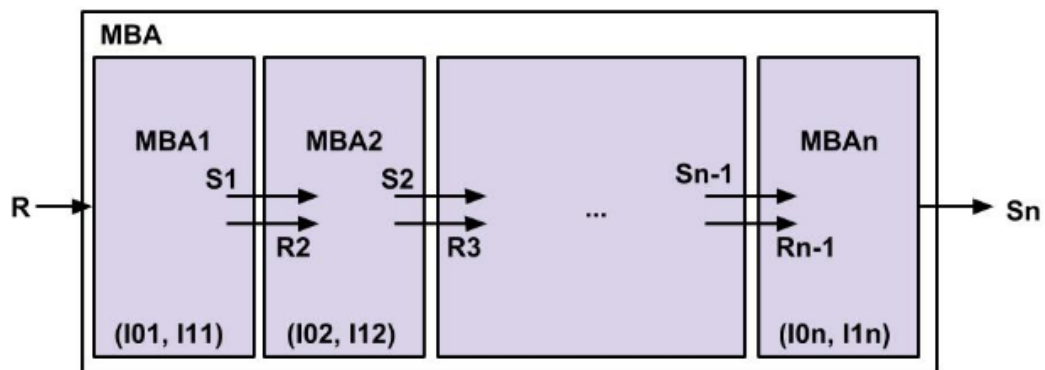 MBA
MBA1 MBA2 MBAn
S1 S2 Sn-1
R ... Sn
R2 R3 Rn-1
(I01, I11) (I02, I12) (I0n, I1n)